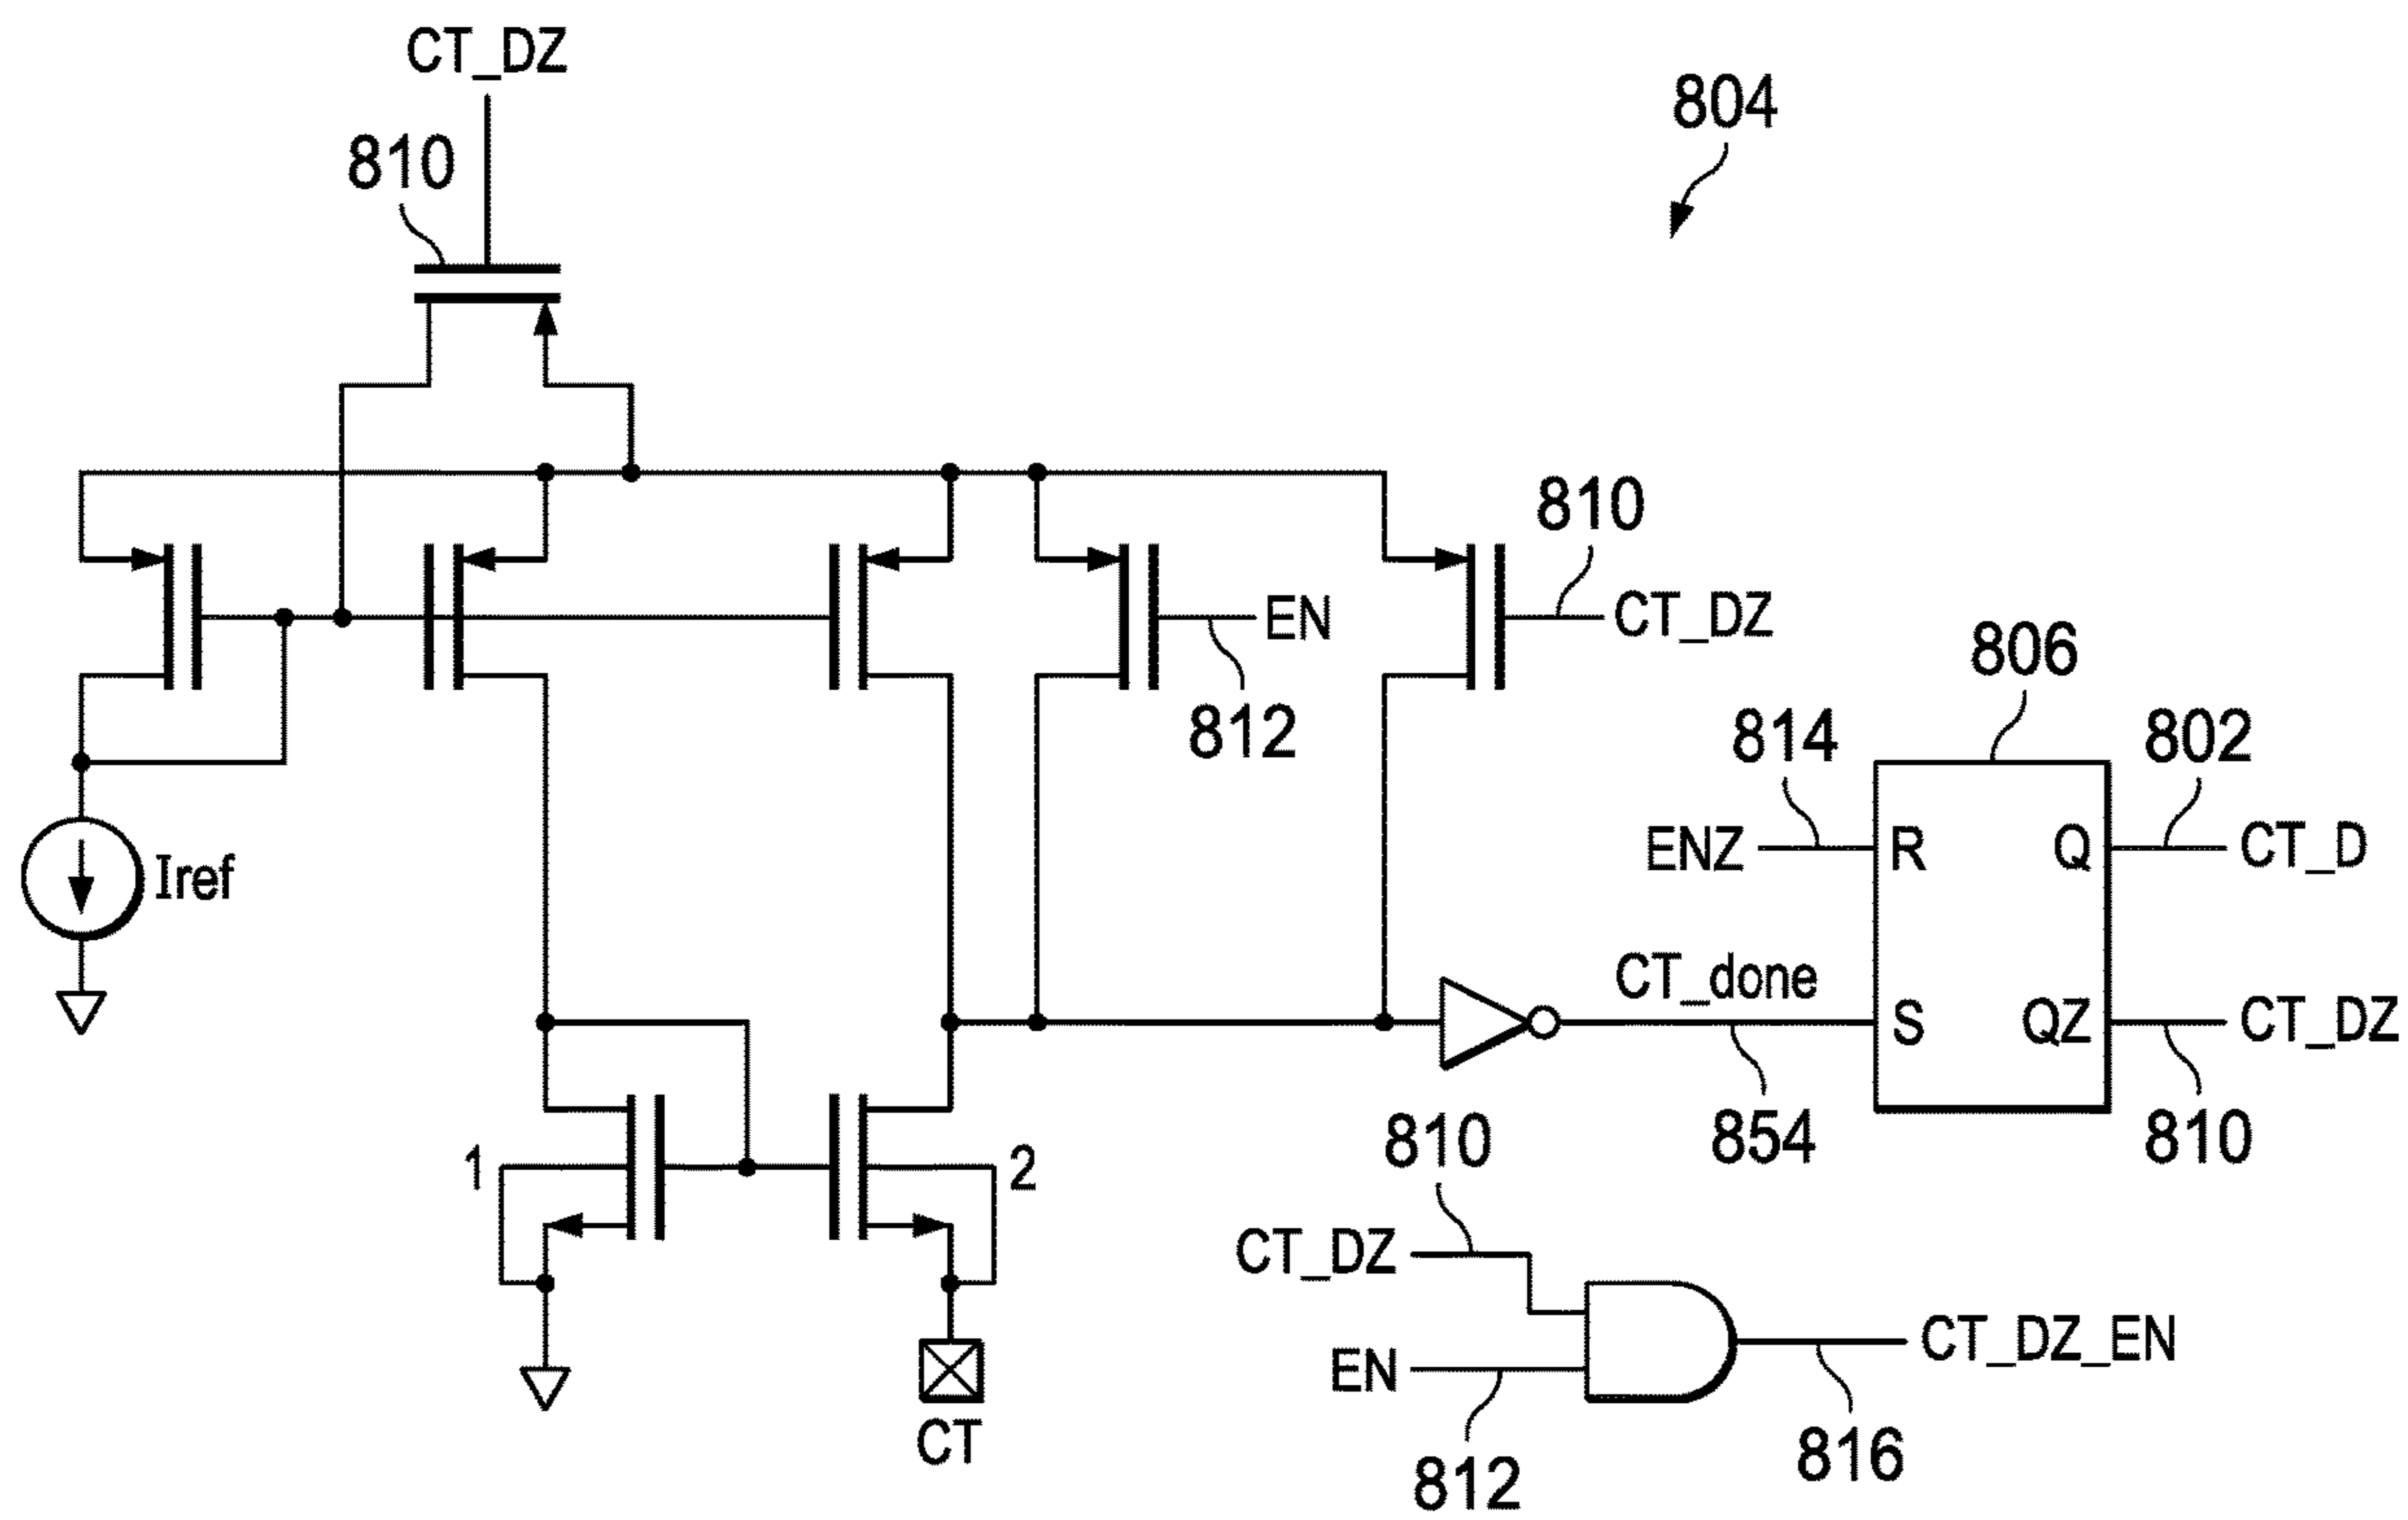 CT_DZ
804
810
810
CT_DZ
EN
812
806
814
802
ENZ
R
Q
CT_D
Iref
CT_done
S
QZ
CT_DZ
854
810
810
1
2
CT_DZ
EN
CT_DZ_EN
CT
812
816